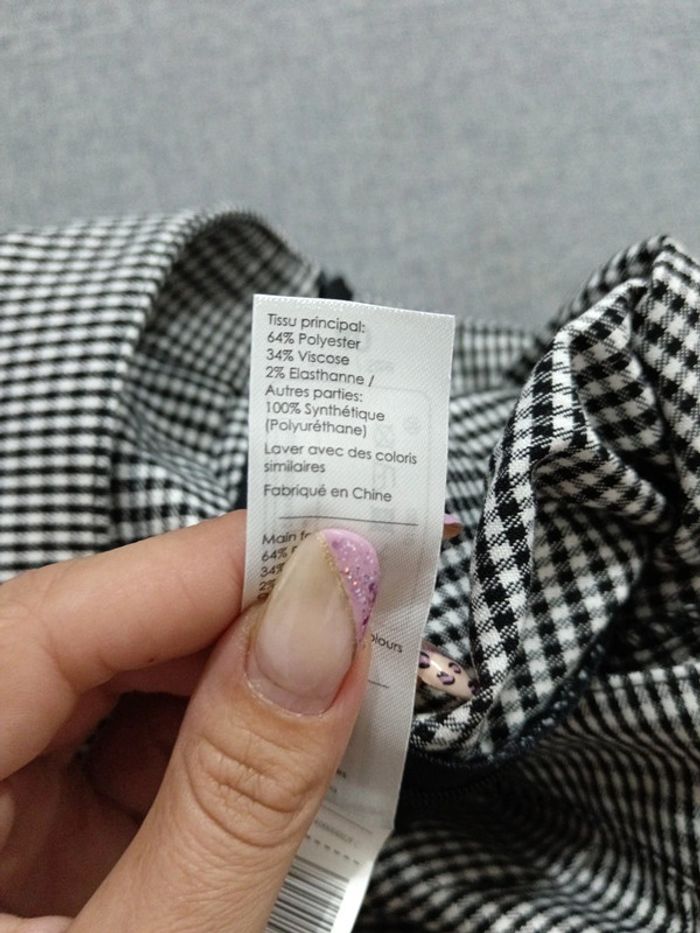 Tissu principal:
64% Polyester
34% Viscose
2% Elasthanne /
Autres parties:
100% Synthétique
(Polyuréthane)
Laver avec des coloris
similaires
Fabriqué en Chine
Main
64%
34%
2%